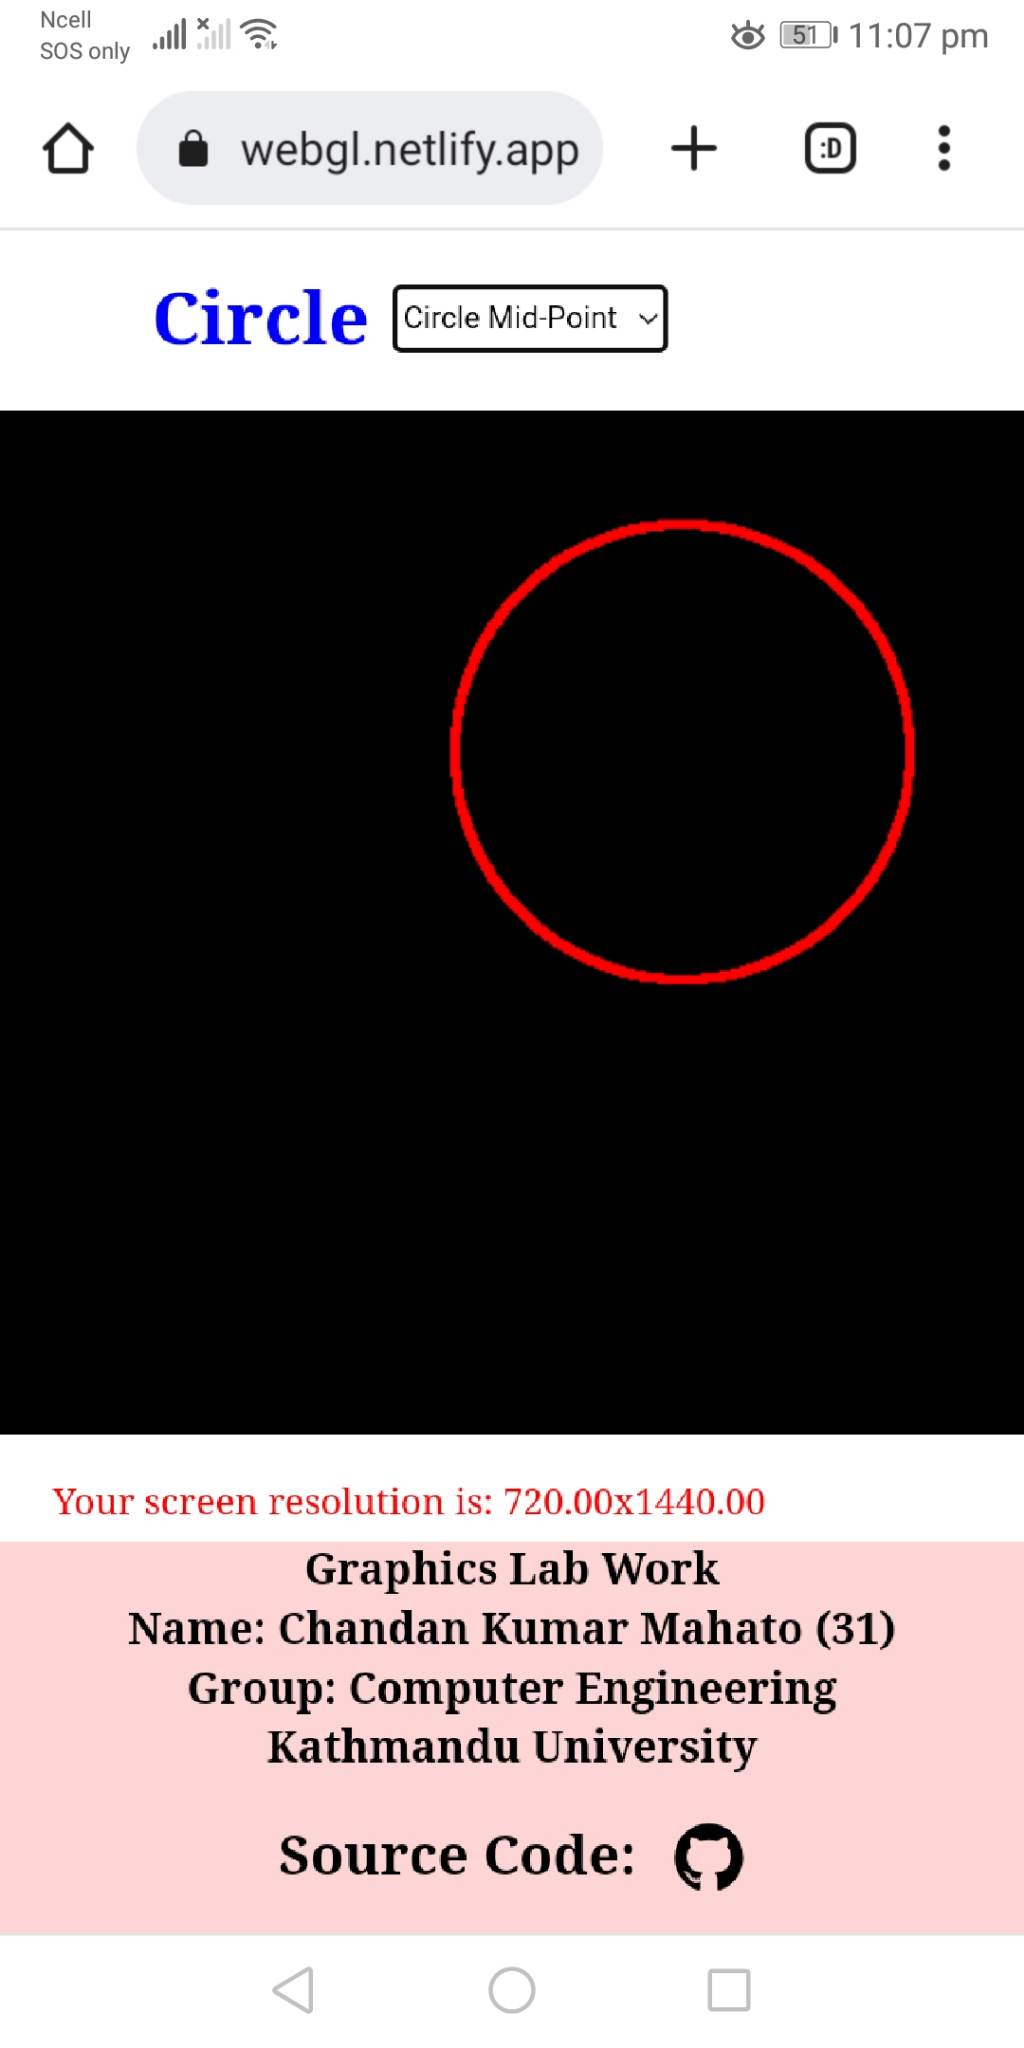 Ncell
SOS only
51 11:07 pm
webgl.netlify.app
:D
Circle Circle Mid-Point
Your screen resolution is: 720.00x1440.00
Graphics Lab Work
Name: Chandan Kumar Mahato (31)
Group: Computer Engineering
Kathmandu University
Source Code: